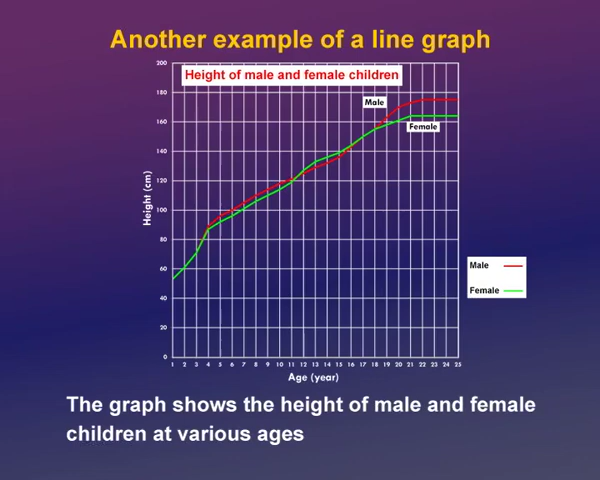 Another example of a line graph
Height of male and female children
200
180
160
140
120
100
80
60
40
20
0
Height (cm)
Male
Female
1 2 3 4 5 6 7 8 9 10 11 12 13 14 15 16 17 18 19 20 21 22 23 24 25
Age (year)
Male
Female
The graph shows the height of male and female
children at various ages